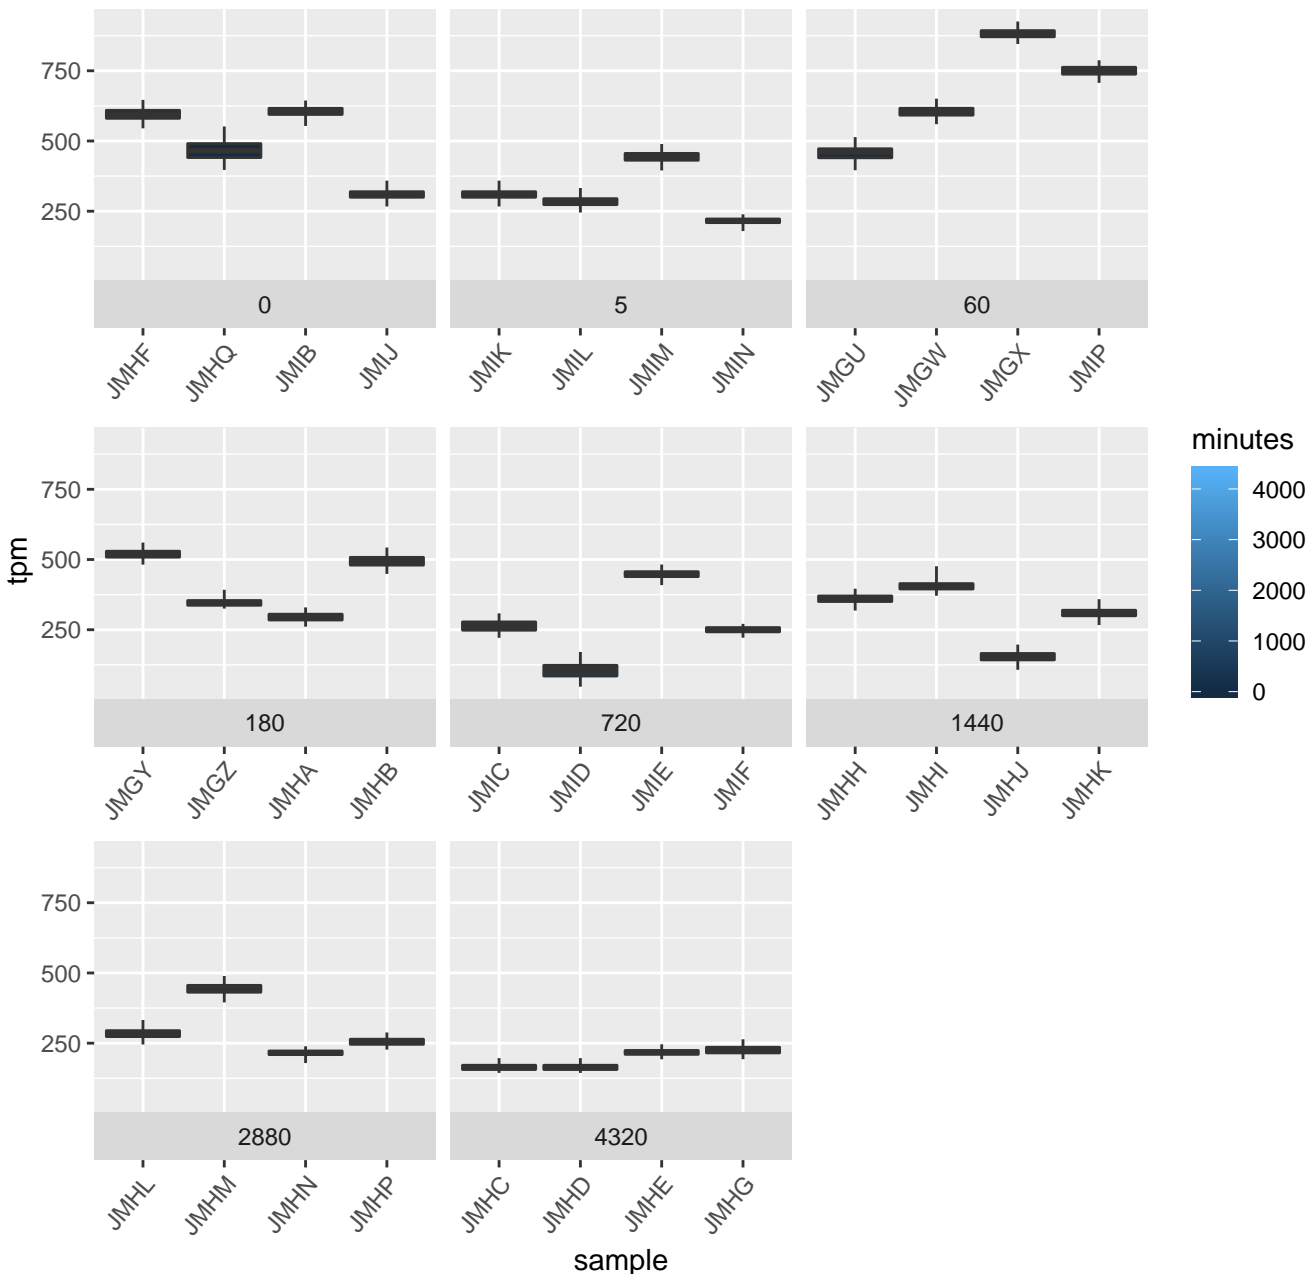 750
500
250
0
5
60
JMHF
JMHQ
JMIB
JMIJ
JMIK
JMIL
JMIM
JMIN
JMGU
JMGW
JMGX
JMIP
tpm
750
500
250
180
720
1440
JMGY
JMGZ
JMHA
JMHB
JMIC
JMID
JMIE
JMIF
JMHH
JMHI
JMHJ
JMHK
minutes
4000
3000
2000
1000
0
750
500
250
2880
4320
JMHL
JMHM
JMHN
JMHP
JMHC
JMHD
JMHE
JMHG
sample